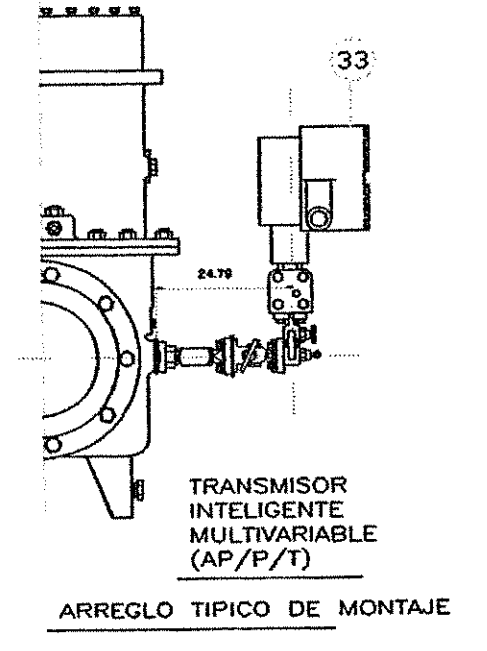 33
24.79
TRANSMISOR
INTELIGENTE
MULTIVARIABLE
(AP/P/T)
ARREGLO TIPICO DE MONTAJE